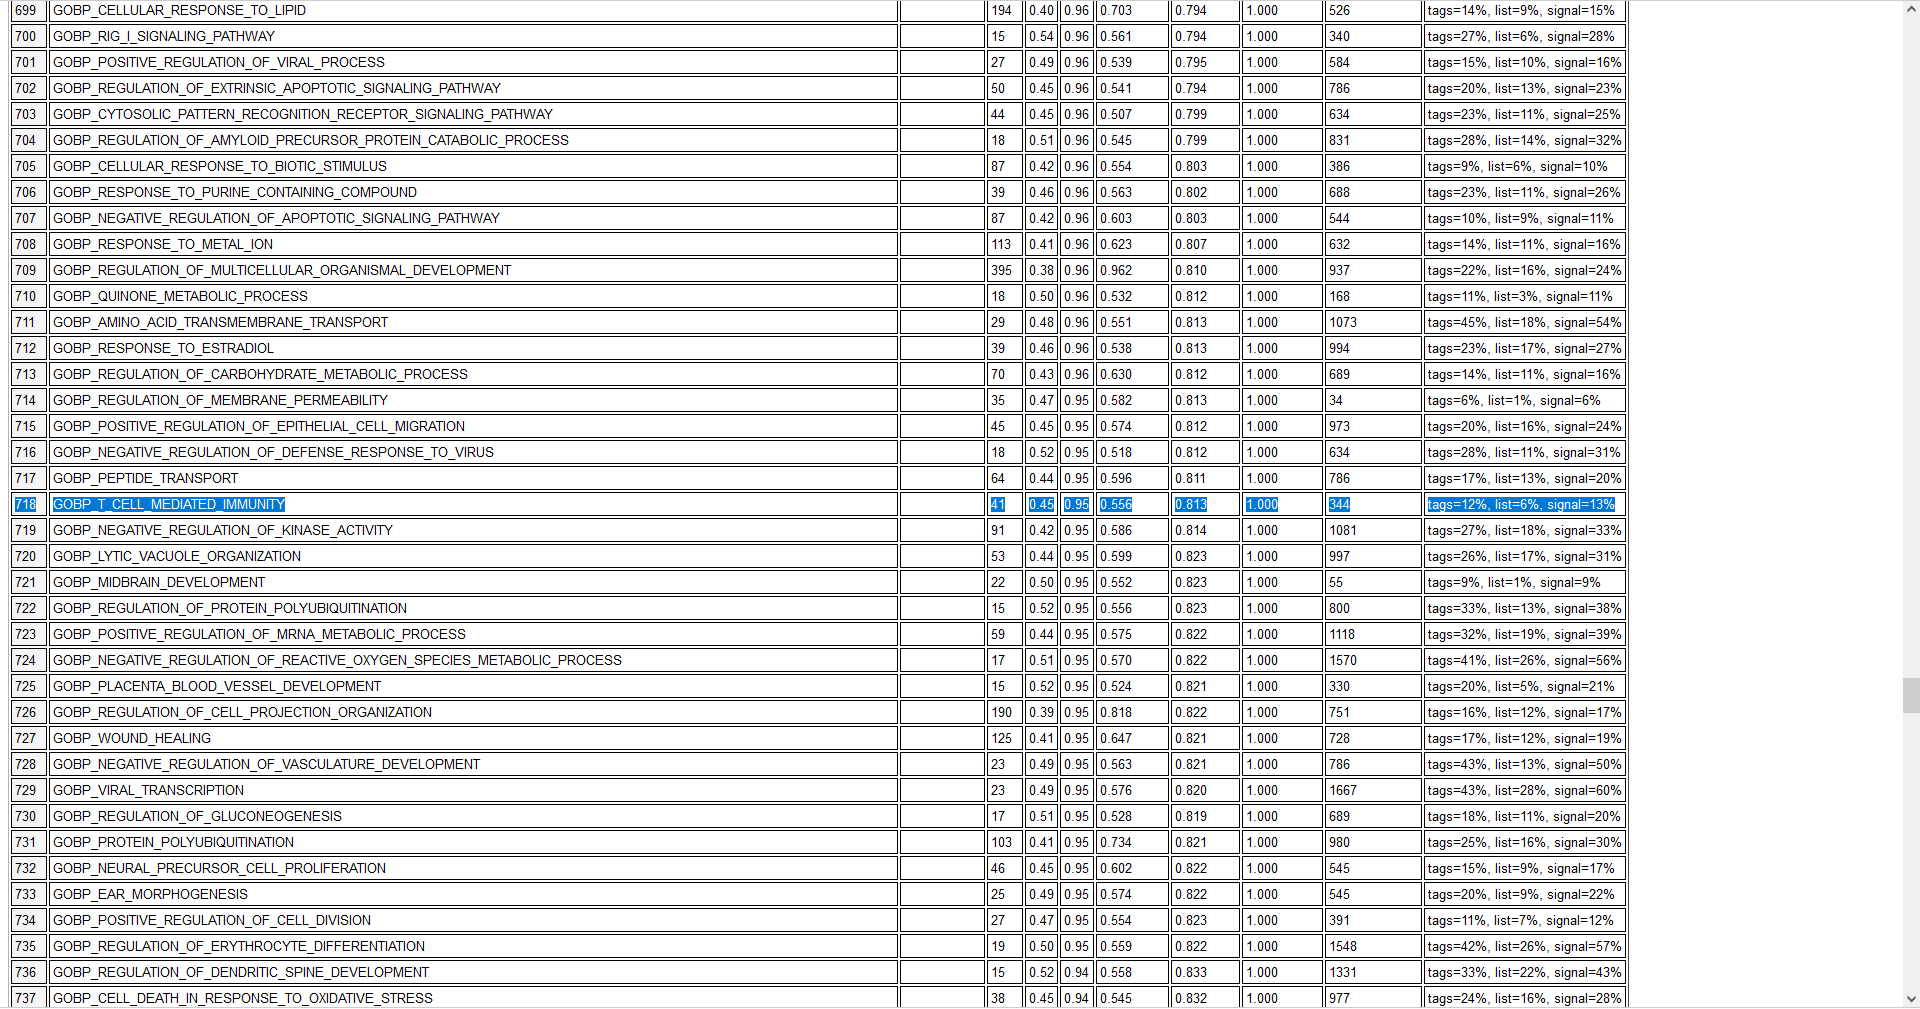 699 GOBP_CELLULAR_RESPONSE_TO_LIPID 194 0.40 0.96 0.703 0.794 1.000 526 tags=14%, list=9%, signal=15%
700 GOBP_RIG_I_SIGNALING_PATHWAY 15 0.54 0.96 0.561 0.794 1.000 340 tags=27%, list=6%, signal=28%
701 GOBP_POSITIVE_REGULATION_OF_VIRAL_PROCESS 27 0.49 0.96 0.539 0.795 1.000 584 tags=15%, list=10%, signal=16%
702 GOBP_REGULATION_OF_EXTRINSIC_APOPTOTIC_SIGNALING_PATHWAY 50 0.45 0.96 0.541 0.794 1.000 786 tags=20%, list=13%, signal=23%
703 GOBP_CYTOSOLIC_PATTERN_RECOGNITION_RECEPTOR_SIGNALING_PATHWAY 44 0.45 0.96 0.507 0.799 1.000 634 tags=23%, list=11%, signal=25%
704 GOBP_REGULATION_OF_AMYLOID_PRECURSOR_PROTEIN_CATABOLIC_PROCESS 18 0.51 0.96 0.545 0.799 1.000 831 tags=28%, list=14%, signal=32%
705 GOBP_CELLULAR_RESPONSE_TO_BIOTIC_STIMULUS 87 0.42 0.96 0.554 0.803 1.000 386 tags=9%, list=6%, signal=10%
706 GOBP_RESPONSE_TO_PURINE_CONTAINING_COMPOUND 39 0.46 0.96 0.563 0.802 1.000 688 tags=23%, list=11%, signal=26%
707 GOBP_NEGATIVE_REGULATION_OF_APOPTOTIC_SIGNALING_PATHWAY 87 0.42 0.96 0.603 0.803 1.000 544 tags=10%, list=9%, signal=11%
708 GOBP_RESPONSE_TO_METAL_ION 113 0.41 0.96 0.623 0.807 1.000 632 tags=14%, list=11%, signal=16%
709 GOBP_REGULATION_OF_MULTICELLULAR_ORGANISMAL_DEVELOPMENT 395 0.38 0.96 0.962 0.810 1.000 937 tags=22%, list=16%, signal=24%
710 GOBP_QUINONE_METABOLIC_PROCESS 18 0.50 0.96 0.532 0.812 1.000 168 tags=11%, list=3%, signal=11%
711 GOBP_AMINO_ACID_TRANSMEMBRANE_TRANSPORT 29 0.48 0.96 0.551 0.813 1.000 1073 tags=45%, list=18%, signal=54%
712 GOBP_RESPONSE_TO_ESTRADIOL 39 0.46 0.96 0.538 0.813 1.000 994 tags=23%, list=17%, signal=27%
713 GOBP_REGULATION_OF_CARBOHYDRATE_METABOLIC_PROCESS 70 0.43 0.96 0.630 0.812 1.000 689 tags=14%, list=11%, signal=16%
714 GOBP_REGULATION_OF_MEMBRANE_PERMEABILITY 35 0.47 0.95 0.582 0.813 1.000 34 tags=6%, list=1%, signal=6%
715 GOBP_POSITIVE_REGULATION_OF_EPITHELIAL_CELL_MIGRATION 45 0.45 0.95 0.574 0.812 1.000 973 tags=20%, list=16%, signal=24%
716 GOBP_NEGATIVE_REGULATION_OF_DEFENSE_RESPONSE_TO_VIRUS 18 0.52 0.95 0.518 0.812 1.000 634 tags=28%, list=11%, signal=31%
717 GOBP_PEPTIDE_TRANSPORT 64 0.44 0.95 0.596 0.811 1.000 786 tags=17%, list=13%, signal=20%
718 GOBP_T_CELL_MEDIATED_IMMUNITY 41 0.45 0.95 0.556 0.813 1.000 344 tags=12%, list=6%, signal=13%
719 GOBP_NEGATIVE_REGULATION_OF_KINASE_ACTIVITY 91 0.42 0.95 0.586 0.814 1.000 1081 tags=27%, list=18%, signal=33%
720 GOBP_LYTIC_VACUOLE_ORGANIZATION 53 0.44 0.95 0.599 0.823 1.000 997 tags=26%, list=17%, signal=31%
721 GOBP_MIDBRAIN_DEVELOPMENT 22 0.50 0.95 0.552 0.823 1.000 55 tags=9%, list=1%, signal=9%
722 GOBP_REGULATION_OF_PROTEIN_POLYUBIQUITINATION 15 0.52 0.95 0.556 0.823 1.000 800 tags=33%, list=13%, signal=38%
723 GOBP_POSITIVE_REGULATION_OF_MRNA_METABOLIC_PROCESS 59 0.44 0.95 0.575 0.822 1.000 1118 tags=32%, list=19%, signal=39%
724 GOBP_NEGATIVE_REGULATION_OF_REACTIVE_OXYGEN_SPECIES_METABOLIC_PROCESS 17 0.51 0.95 0.570 0.822 1.000 1570 tags=41%, list=26%, signal=56%
725 GOBP_PLACENTA_BLOOD_VESSEL_DEVELOPMENT 15 0.52 0.95 0.524 0.821 1.000 330 tags=20%, list=5%, signal=21%
726 GOBP_REGULATION_OF_CELL_PROJECTION_ORGANIZATION 190 0.39 0.95 0.818 0.822 1.000 751 tags=16%, list=12%, signal=17%
727 GOBP_WOUND_HEALING 125 0.41 0.95 0.647 0.821 1.000 728 tags=17%, list=12%, signal=19%
728 GOBP_NEGATIVE_REGULATION_OF_VASCULATURE_DEVELOPMENT 23 0.49 0.95 0.563 0.821 1.000 786 tags=43%, list=13%, signal=50%
729 GOBP_VIRAL_TRANSCRIPTION 23 0.49 0.95 0.576 0.820 1.000 1667 tags=43%, list=28%, signal=60%
730 GOBP_REGULATION_OF_GLUCONEOGENESIS 17 0.51 0.95 0.528 0.819 1.000 689 tags=18%, list=11%, signal=20%
731 GOBP_PROTEIN_POLYUBIQUITINATION 103 0.41 0.95 0.734 0.821 1.000 980 tags=25%, list=16%, signal=30%
732 GOBP_NEURAL_PRECURSOR_CELL_PROLIFERATION 46 0.45 0.95 0.602 0.822 1.000 545 tags=15%, list=9%, signal=17%
733 GOBP_EAR_MORPHOGENESIS 25 0.49 0.95 0.574 0.822 1.000 545 tags=20%, list=9%, signal=22%
734 GOBP_POSITIVE_REGULATION_OF_CELL_DIVISION 27 0.47 0.95 0.554 0.823 1.000 391 tags=11%, list=7%, signal=12%
735 GOBP_REGULATION_OF_ERYTHROCYTE_DIFFERENTIATION 19 0.50 0.95 0.559 0.822 1.000 1548 tags=42%, list=26%, signal=57%
736 GOBP_REGULATION_OF_DENDRITIC_SPINE_DEVELOPMENT 15 0.52 0.94 0.558 0.833 1.000 1331 tags=33%, list=22%, signal=43%
737 GOBP_CELL_DEATH_IN_RESPONSE_TO_OXIDATIVE_STRESS 38 0.45 0.94 0.545 0.832 1.000 977 tags=24%, list=16%, signal=28%